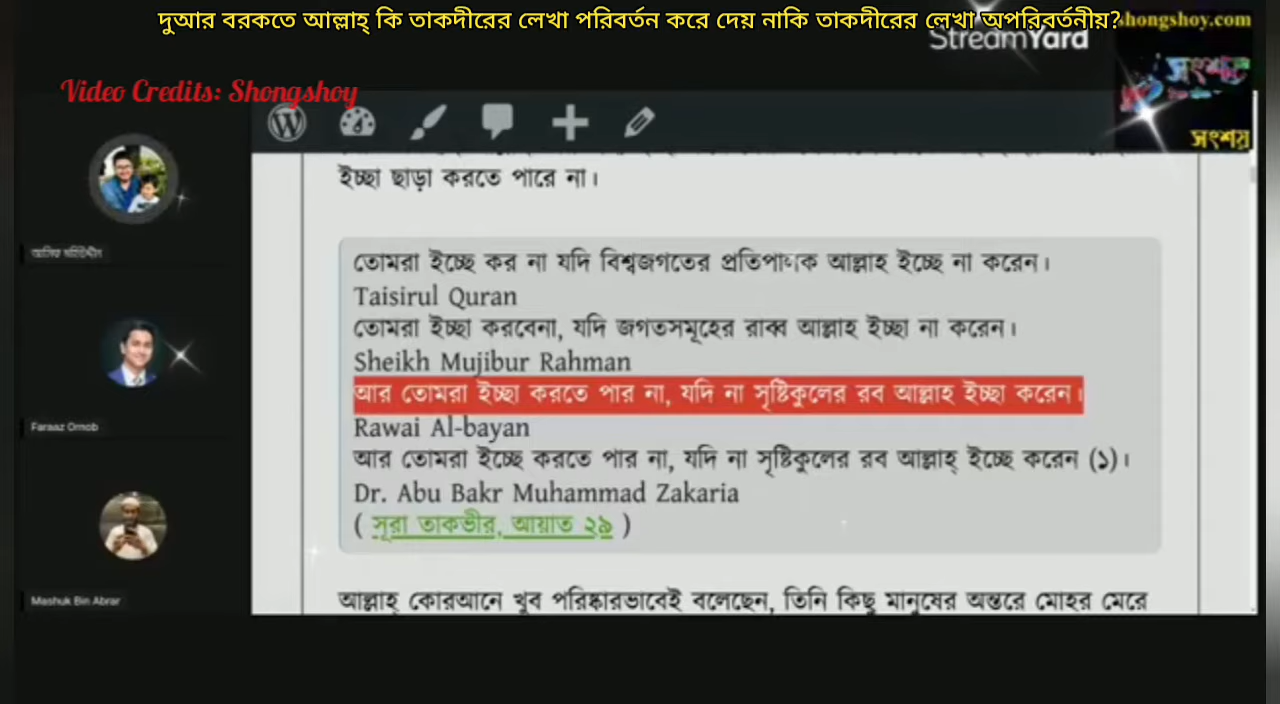 দুআর বরকতে আল্লাহ্ কি তাকদীরের লেখা পরিবর্তন করে দেয় নাকি তাকদীরের লেখা অপরিবর্তনীয়?
shongshoy.com
StreamYard
সংশয়
Video Credits: Shongshoy
সংশয়
ইচ্ছা ছাড়া করতে পারে না।
তোমরা ইচ্ছে কর না যদি বিশ্বজগতের প্রতিপালক আল্লাহ ইচ্ছে না করেন।
Taisirul Quran
তোমরা ইচ্ছা করবেনা, যদি জগতসমূহের রাব্ব আল্লাহ ইচ্ছা না করেন।
Sheikh Mujibur Rahman
আর তোমরা ইচ্ছা করতে পার না, যদি না সৃষ্টিকুলের রব আল্লাহ ইচ্ছা করেন।
Rawai Al-bayan
আর তোমরা ইচ্ছে করতে পার না, যদি না সৃষ্টিকুলের রব আল্লাহ্ ইচ্ছে করেন (১)।
Dr. Abu Bakr Muhammad Zakaria
( সূরা তাকভীর, আয়াত ২৯ )
আল্লাহ্ কোরআনে খুব পরিষ্কারভাবেই বলেছেন, তিনি কিছু মানুষের অন্তরে মোহর মেরে
Faraaz Ornob
Mashuk Bin Abrar